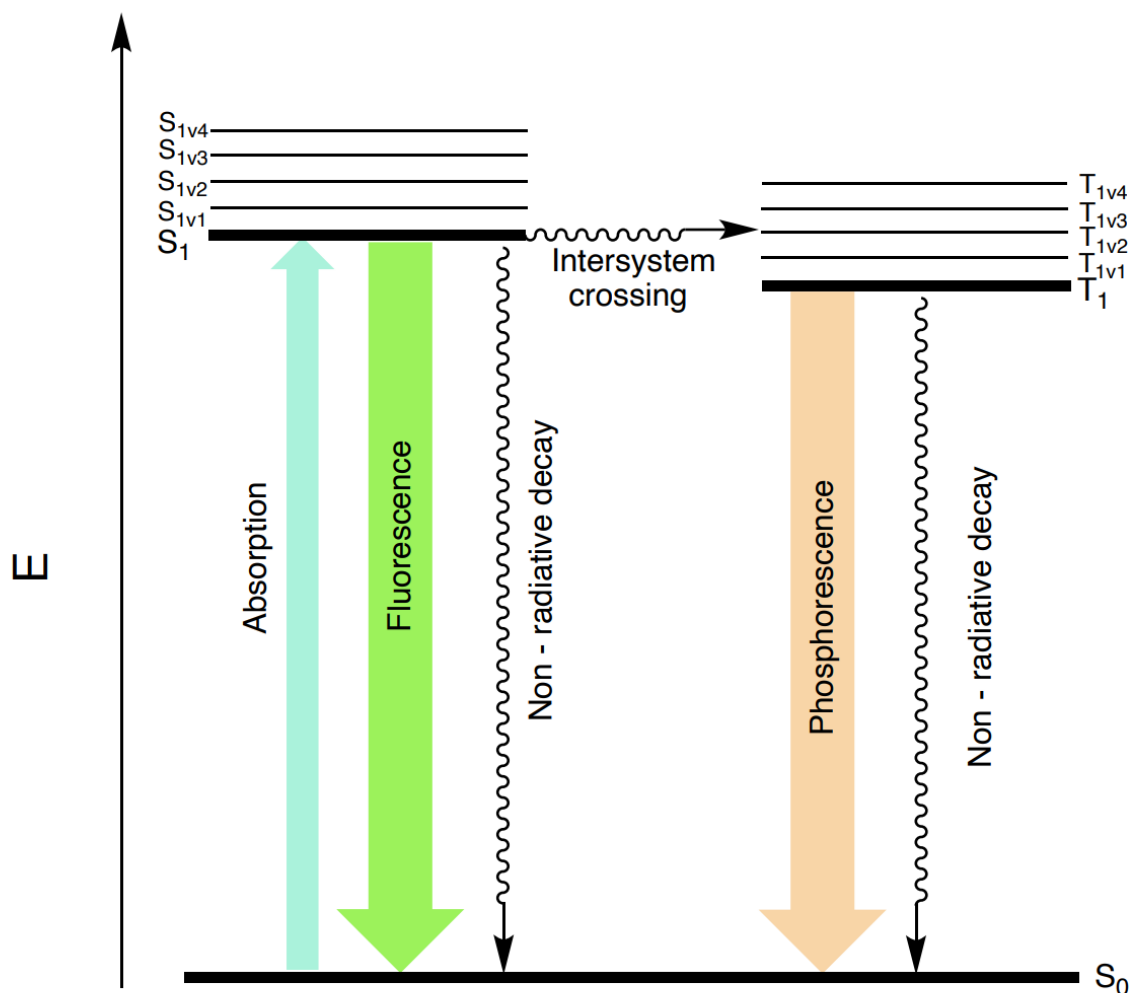 S1v4
S1v3
S1v2
S1v1
S1
T1v4
T1v3
T1v2
T1v1
T1
Intersystem
crossing
E
Absorption
Fluorescence
Non - radiative decay
Phosphorescence
Non - radiative decay
S0